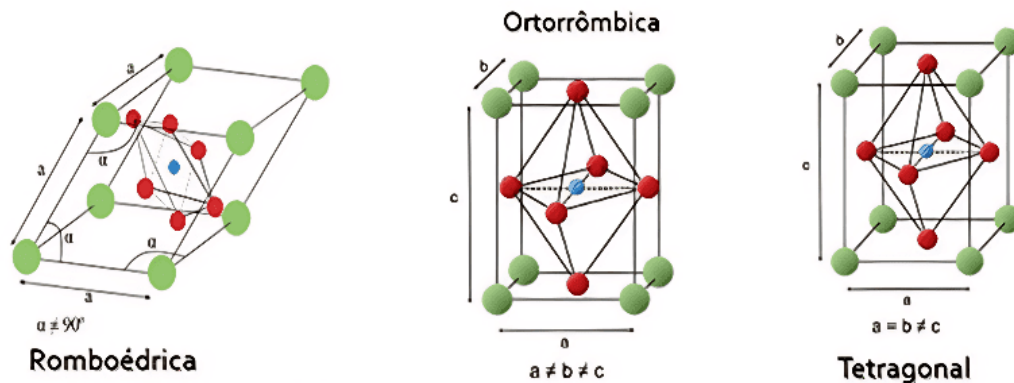 a
a
α
α
α
a
α ≠ 90°
Romboédrica
Ortorrômbica
b
c
a
a ≠ b ≠ c
b
c
a
a = b ≠ c
Tetragonal